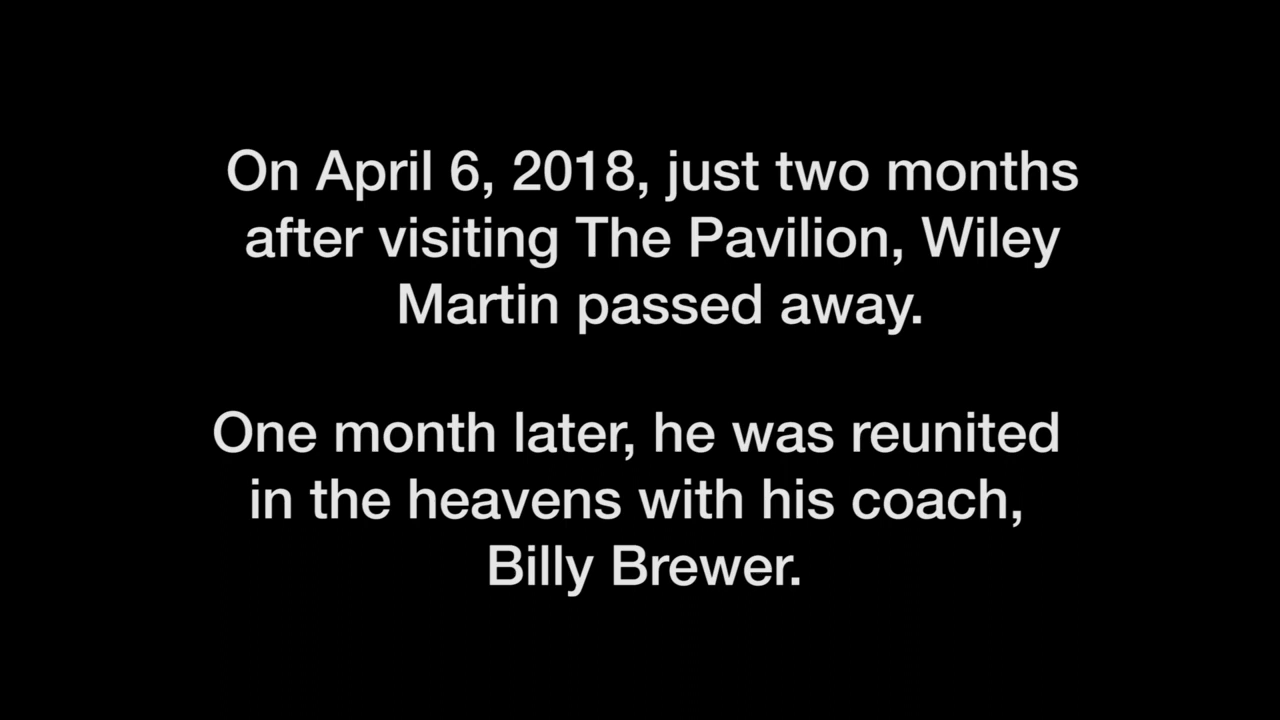 On April 6, 2018, just two months
after visiting The Pavilion, Wiley
Martin passed away.
One month later, he was reunited
in the heavens with his coach,
Billy Brewer.